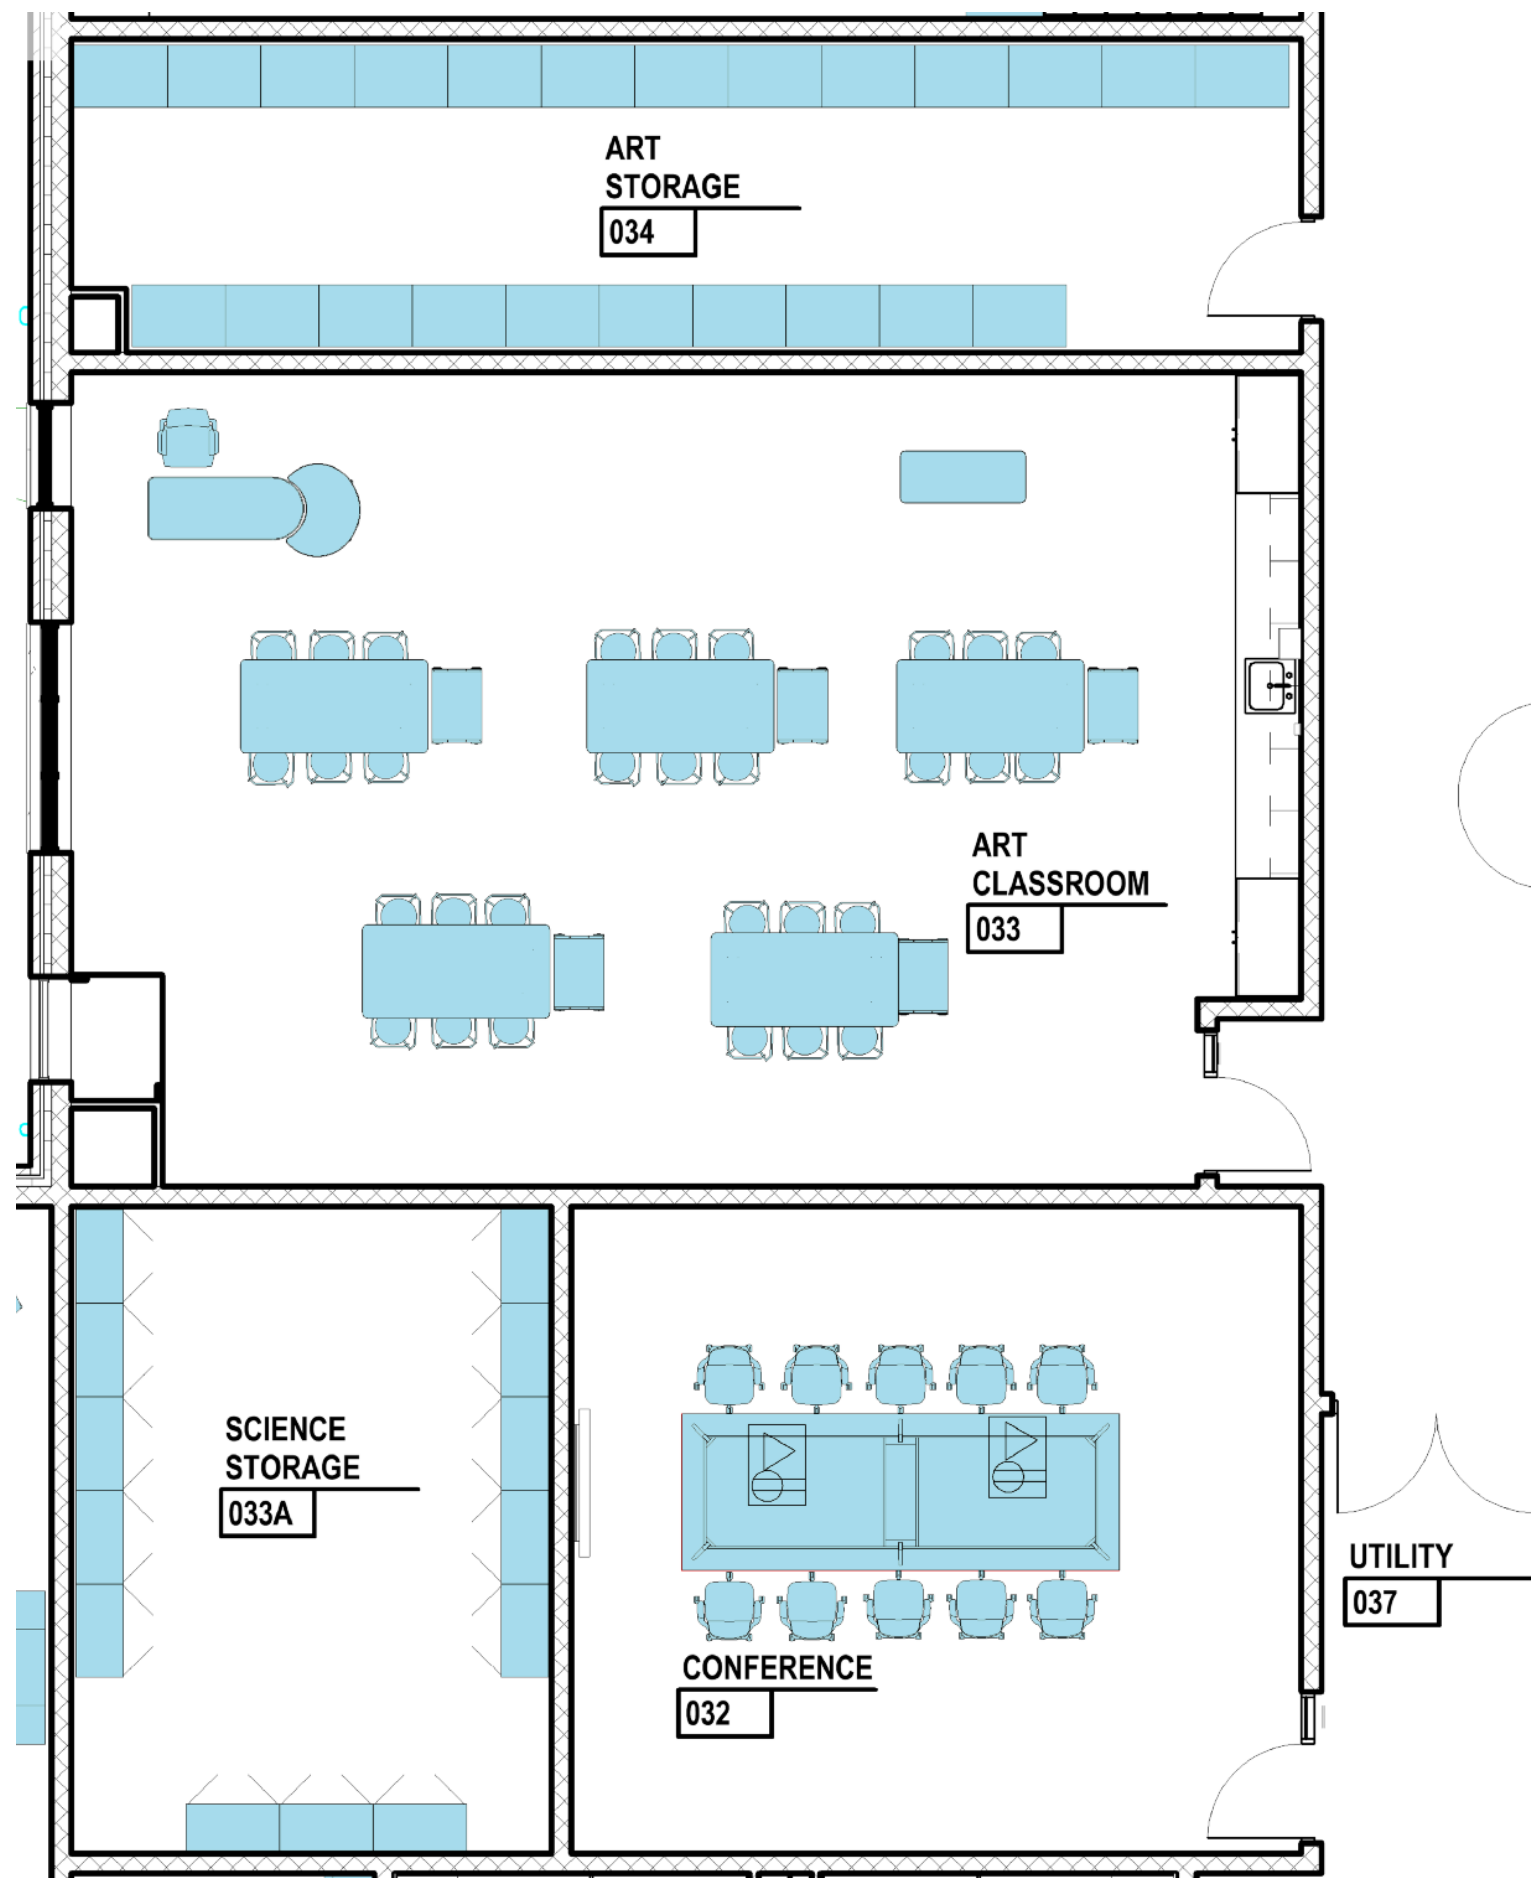 ART
STORAGE
034
ART
CLASSROOM
033
SCIENCE
STORAGE
033A
UTILITY
037
CONFERENCE
032